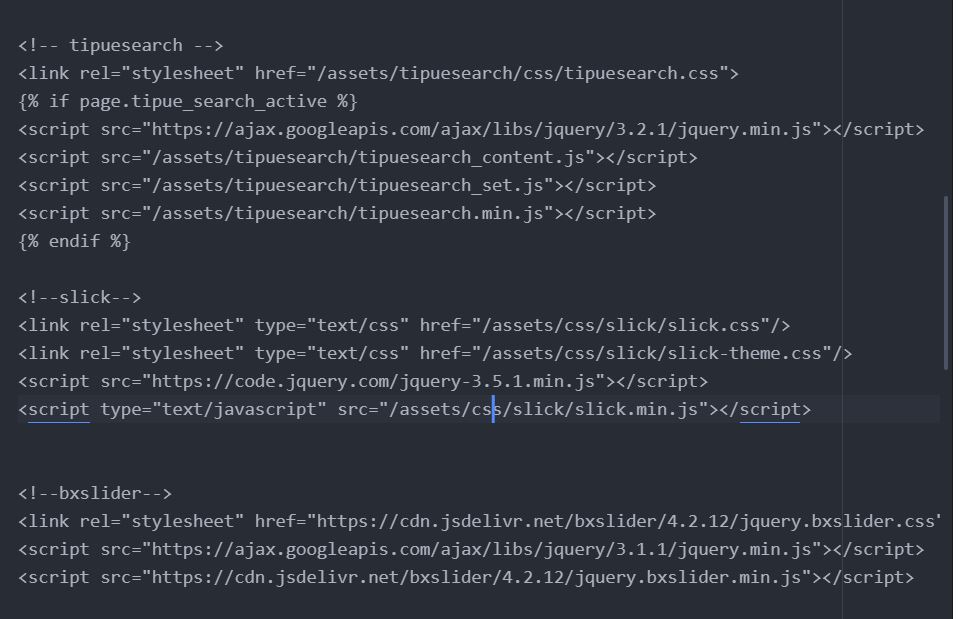 <!-- tipuesearch -->
<link rel="stylesheet" href="/assets/tipuesearch/css/tipuesearch.css">
{% if page.tipue_search_active %}
<script src="https://ajax.googleapis.com/ajax/libs/jquery/3.2.1/jquery.min.js"></script>
<script src="/assets/tipuesearch/tipuesearch_content.js"></script>
<script src="/assets/tipuesearch/tipuesearch_set.js"></script>
<script src="/assets/tipuesearch/tipuesearch.min.js"></script>
{% endif %}
<!--slick-->
<link rel="stylesheet" type="text/css" href="/assets/css/slick/slick.css"/>
<link rel="stylesheet" type="text/css" href="/assets/css/slick/slick-theme.css"/>
<script src="https://code.jquery.com/jquery-3.5.1.min.js"></script>
<script type="text/javascript" src="/assets/css/slick/slick.min.js"></script>
<!--bxslider-->
<link rel="stylesheet" href="https://cdn.jsdelivr.net/bxslider/4.2.12/jquery.bxslider.css"
<script src="https://ajax.googleapis.com/ajax/libs/jquery/3.1.1/jquery.min.js"></script>
<script src="https://cdn.jsdelivr.net/bxslider/4.2.12/jquery.bxslider.min.js"></script>